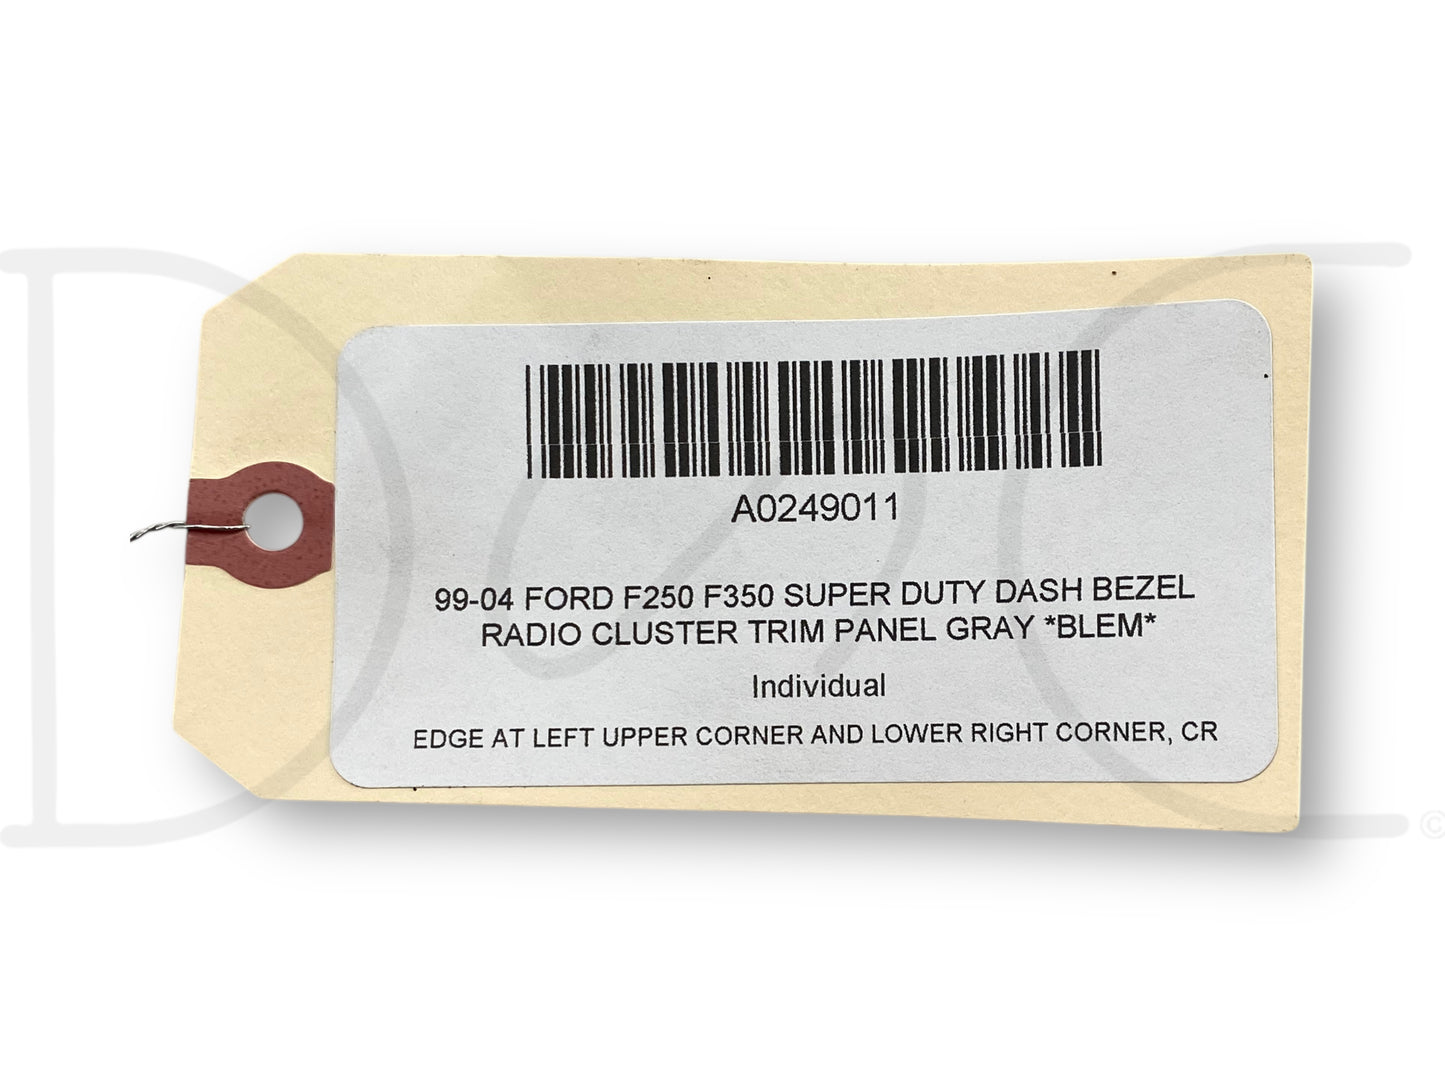 A0249011
99-04 FORD F250 F350 SUPER DUTY DASH BEZEL
RADIO CLUSTER TRIM PANEL GRAY *BLEM*
Individual
EDGE AT LEFT UPPER CORNER AND LOWER RIGHT CORNER, CR
©